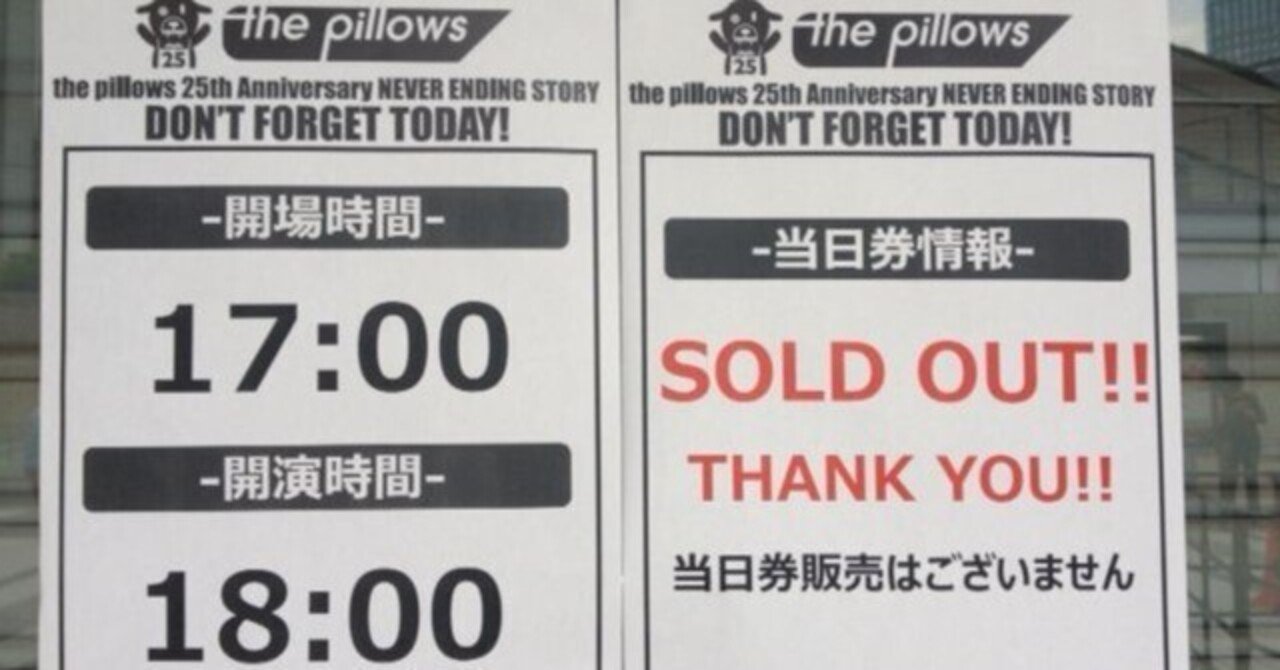 25
the pillows
the pillows 25th Anniversary NEVER ENDING STORY
DON'T FORGET TODAY!
-開場時間-
17:00
-開演時間-
18:00
25
the pillows
the pillows 25th Anniversary NEVER ENDING STORY
DON'T FORGET TODAY!
-当日券情報-
SOLD OUT!!
THANK YOU!!
当日券販売はございません